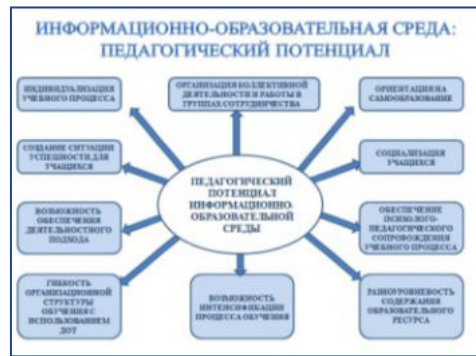 ИНФОРМАЦИОННО-ОБРАЗОВАТЕЛЬНАЯ СРЕДА:
ПЕДАГОГИЧЕСКИЙ ПОТЕНЦИАЛ
ИНДИВИДУАЛИЗАЦИЯ
УЧЕБНОГО ПРОЦЕССА
ОРГАНИЗАЦИЯ КОЛЛЕКТИВНОЙ
ДЕЯТЕЛЬНОСТИ И РАБОТЫ В
ГРУППАХ СОТРУДНИЧЕСТВА
ОРИЕНТАЦИЯ НА
САМООБРАЗОВАНИЕ
СОЗДАНИЕ СИТУАЦИИ
УСПЕШНОСТИ ДЛЯ
УЧАЩИХСЯ
СОЦИАЛИЗАЦИЯ
УЧАЩИХСЯ
ПЕДАГОГИЧЕСКИЙ
ПОТЕНЦИАЛ
ИНФОРМАЦИОННО-
ОБРАЗОВАТЕЛЬНОЙ
СРЕДЫ
ВОЗМОЖНОСТЬ
ОБЕСПЕЧЕНИЯ
ДЕЯТЕЛЬНОСТНОГО
ПОДХОДА
ОБЕСПЕЧЕНИЕ
ПСИХОЛОГО-
ПЕДАГОГИЧЕСКОГО
СОПРОВОЖДЕНИЯ
УЧЕБНОГО ПРОЦЕССА
ГИБКОСТЬ
ОРГАНИЗАЦИОННОЙ
СТРУКТУРЫ
ОБУЧЕНИЯ С
ИСПОЛЬЗОВАНИЕМ ДОТ
ВОЗМОЖНОСТЬ
ИНТЕНСИФИКАЦИИ
ПРОЦЕССА ОБУЧЕНИЯ
РАЗНОУРОВНЕВОСТЬ
СОДЕРЖАНИЯ
ОБРАЗОВАТЕЛЬНОГО
РЕСУРСА